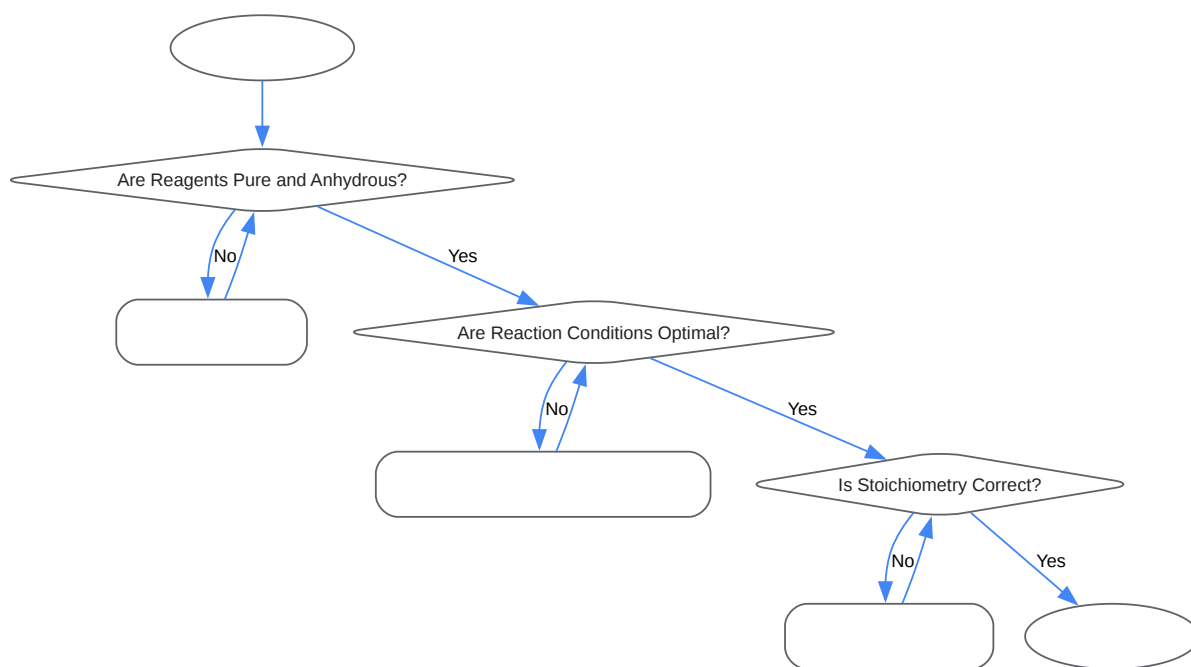 Are Reagents Pure and Anhydrous?
No
Yes
Are Reaction Conditions Optimal?
No
Yes
Is Stoichiometry Correct?
No
Yes